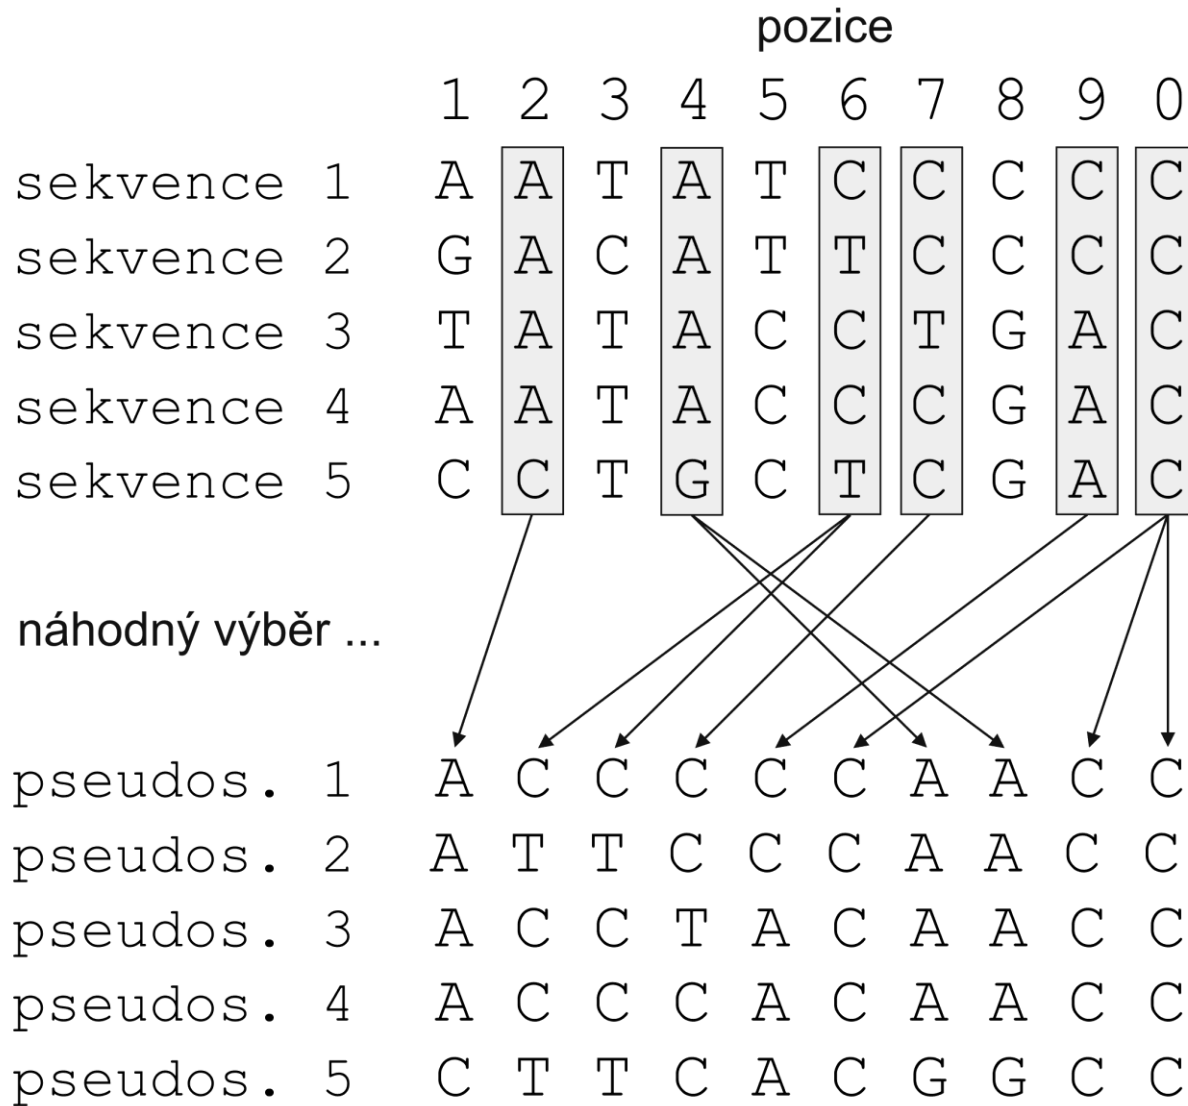 pozice
1 2 3 4 5 6 7 8 9 0
sekvence 1 A A T A T C C C C C
sekvence 2 G A C A T T C C C C
sekvence 3 T A T A C C T G A C
sekvence 4 A A T A C C C G A C
sekvence 5 C C T G C T C G A C
náhodný výběr ...
pseudos. 1 A C C C C C A A C C
pseudos. 2 A T T C C C A A C C
pseudos. 3 A C C T A C A A C C
pseudos. 4 A C C C A C A A C C
pseudos. 5 C T T C A C G G C C